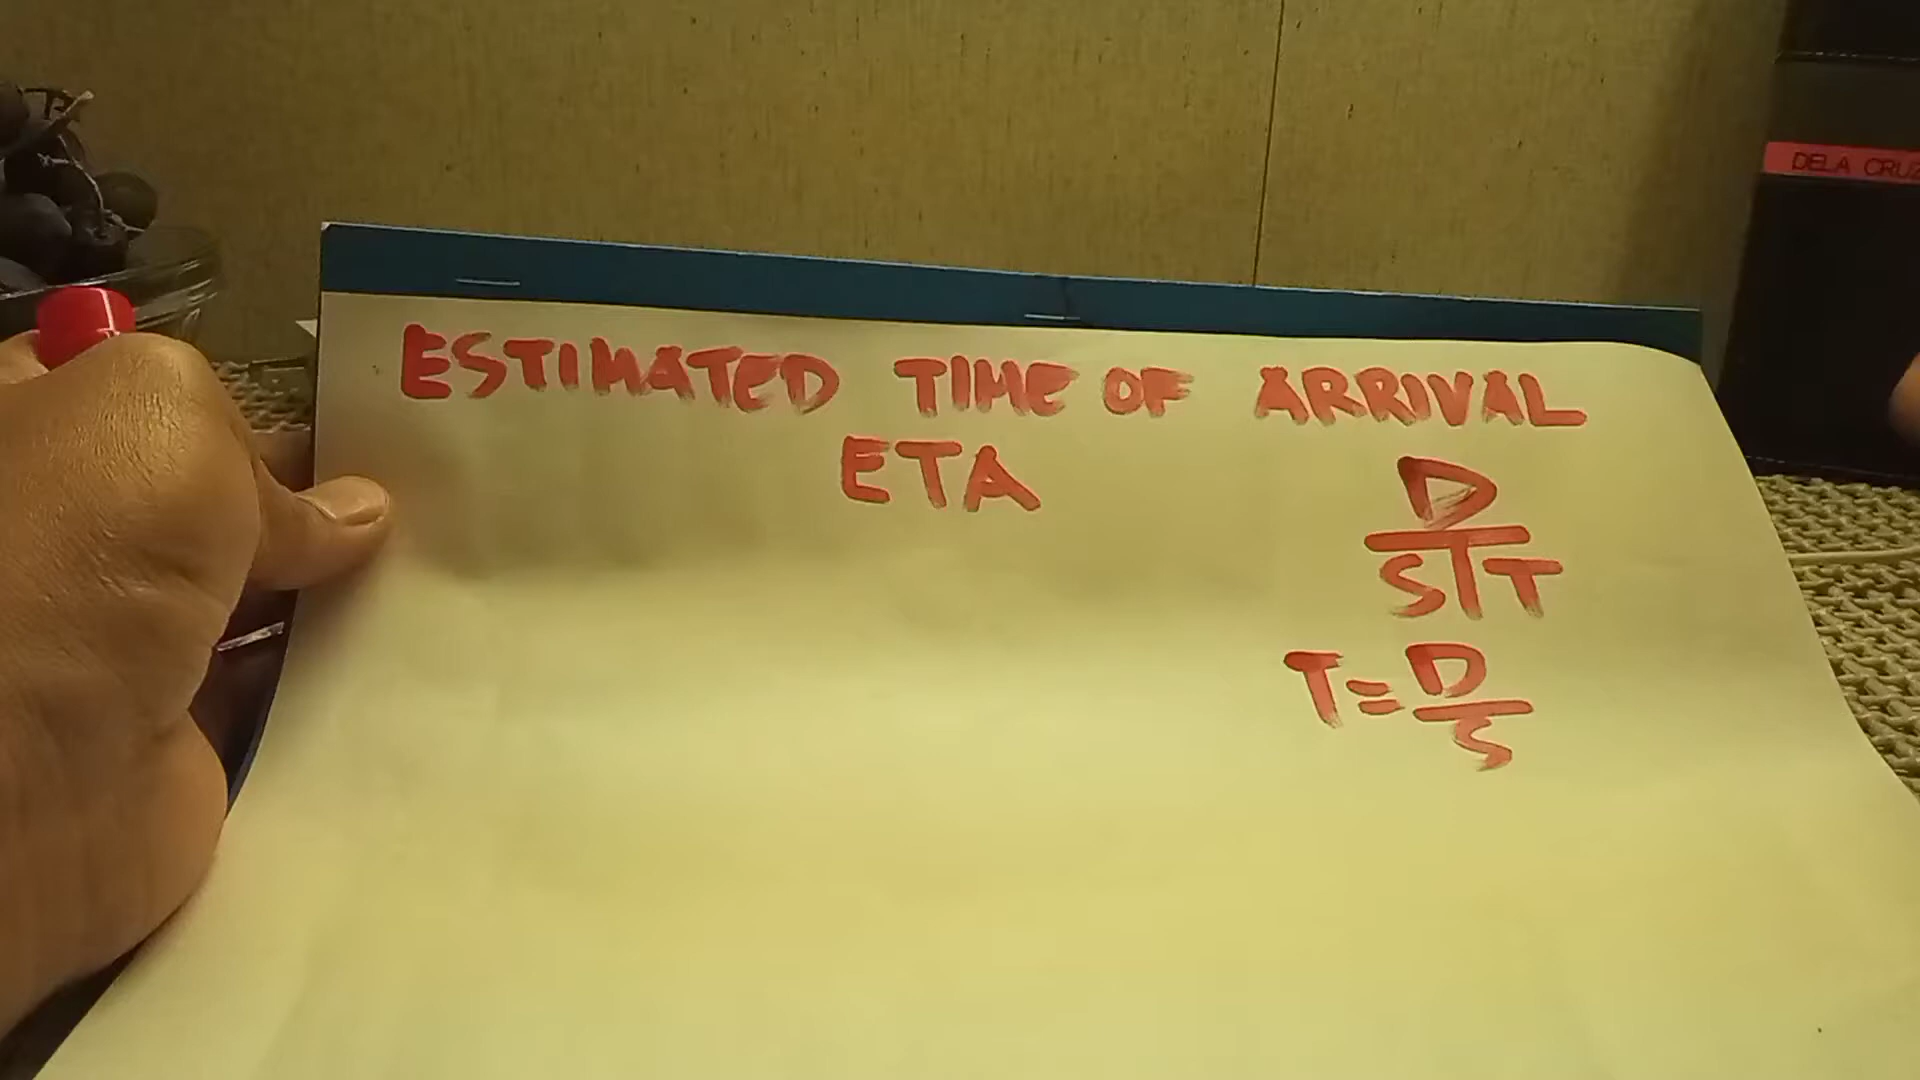 ESTIMATED TIME OF ARRIVAL
ETA
D
S T
T = D
S
DELA CRUZ